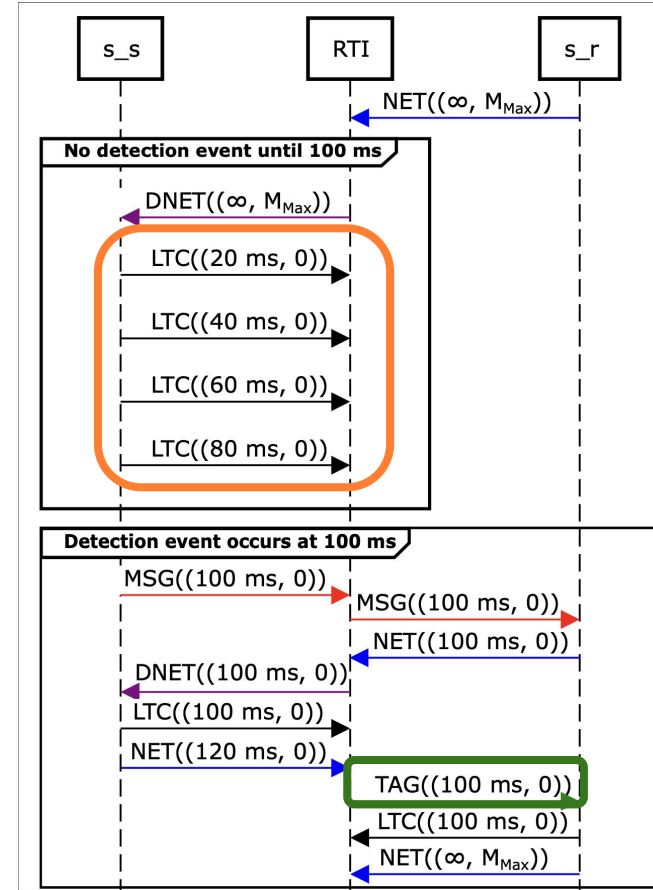 s_s RTI s_r
NET((∞, M_Max))
No detection event until 100 ms
DNET((∞, M_Max))
LTC((20 ms, 0))
LTC((40 ms, 0))
LTC((60 ms, 0))
LTC((80 ms, 0))
Detection event occurs at 100 ms
MSG((100 ms, 0))
MSG((100 ms, 0))
NET((100 ms, 0))
DNET((100 ms, 0))
LTC((100 ms, 0))
NET((120 ms, 0))
TAG((100 ms, 0))
LTC((100 ms, 0))
NET((∞, M_Max))